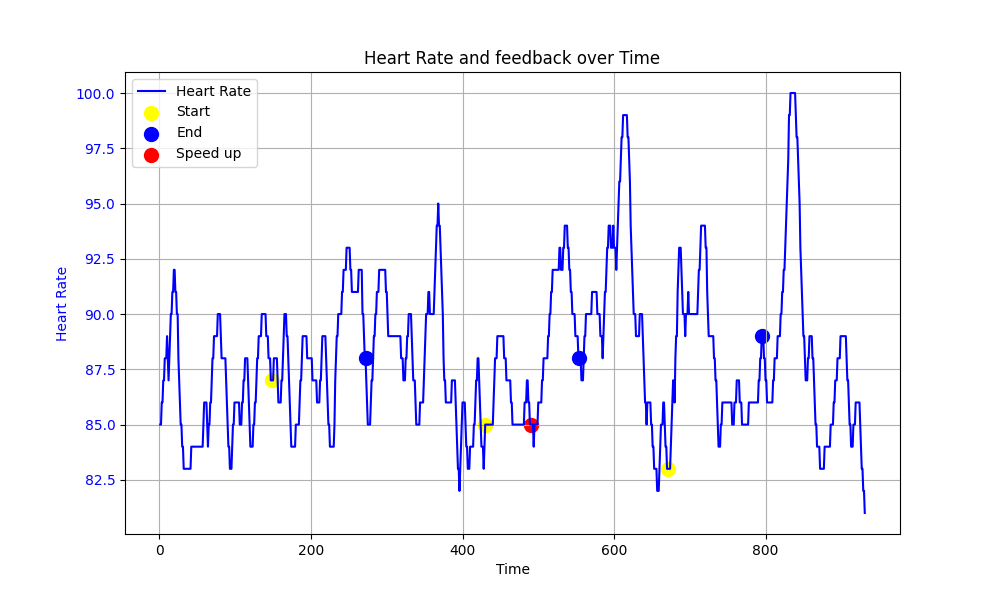 Heart Rate and feedback over Time
Heart Rate
Start
End
Speed up
100.0
97.5
95.0
92.5
90.0
87.5
85.0
82.5
Heart Rate
0 200 400 600 800
Time